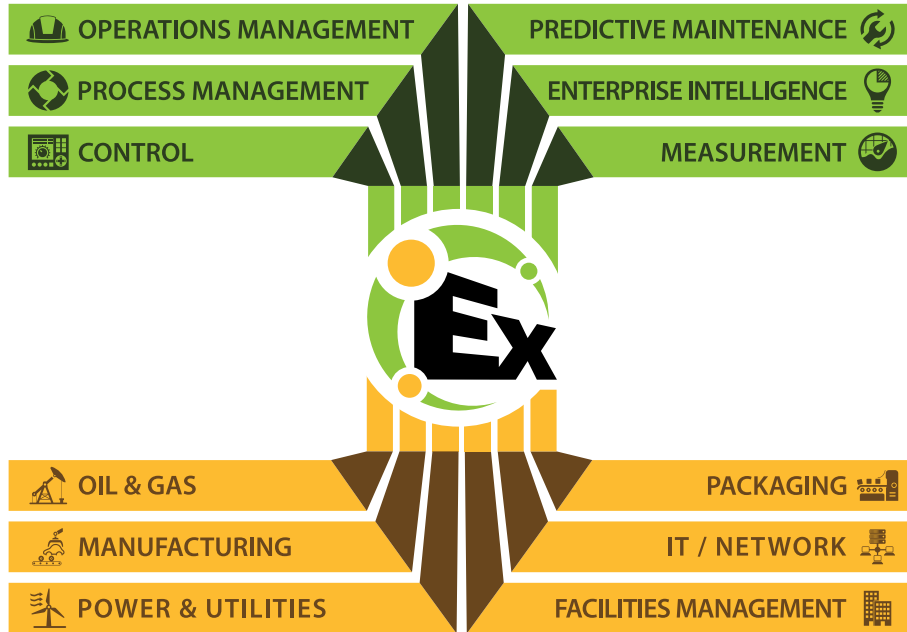 OPERATIONS MANAGEMENT
PREDICTIVE MAINTENANCE
PROCESS MANAGEMENT
ENTERPRISE INTELLIGENCE
CONTROL
MEASUREMENT
Ex
OIL & GAS
PACKAGING
MANUFACTURING
IT / NETWORK
POWER & UTILITIES
FACILITIES MANAGEMENT